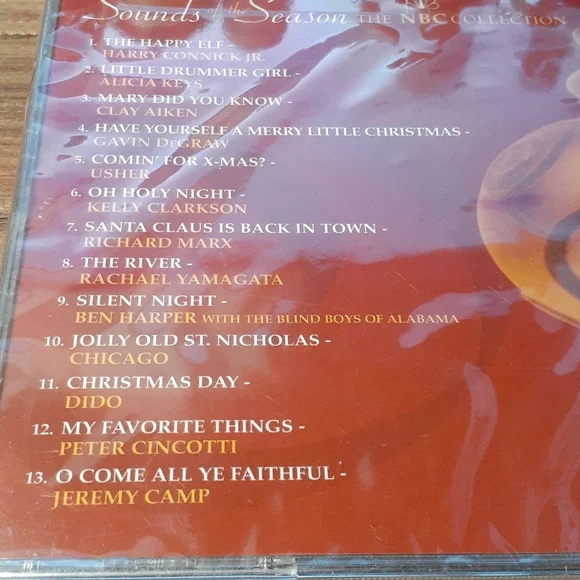 Sounds of the Season THE NBC COLLECTION
1. THE HAPPY ELF -
HARRY CONNICK JR.
2. LITTLE DRUMMER GIRL -
ALICIA KEYS
3. MARY DID YOU KNOW -
CLAY AIKEN
4. HAVE YOURSELF A MERRY LITTLE CHRISTMAS -
GAVIN DEGRAW
5. COMIN' FOR X-MAS? -
USHER
6. OH HOLY NIGHT -
KELLY CLARKSON
7. SANTA CLAUS IS BACK IN TOWN -
RICHARD MARX
8. THE RIVER -
RACHAEL YAMAGATA
9. SILENT NIGHT -
BEN HARPER WITH THE BLIND BOYS OF ALABAMA
10. JOLLY OLD ST. NICHOLAS -
CHICAGO
11. CHRISTMAS DAY -
DIDO
12. MY FAVORITE THINGS -
PETER CINCOTTI
13. O COME ALL YE FAITHFUL -
JEREMY CAMP